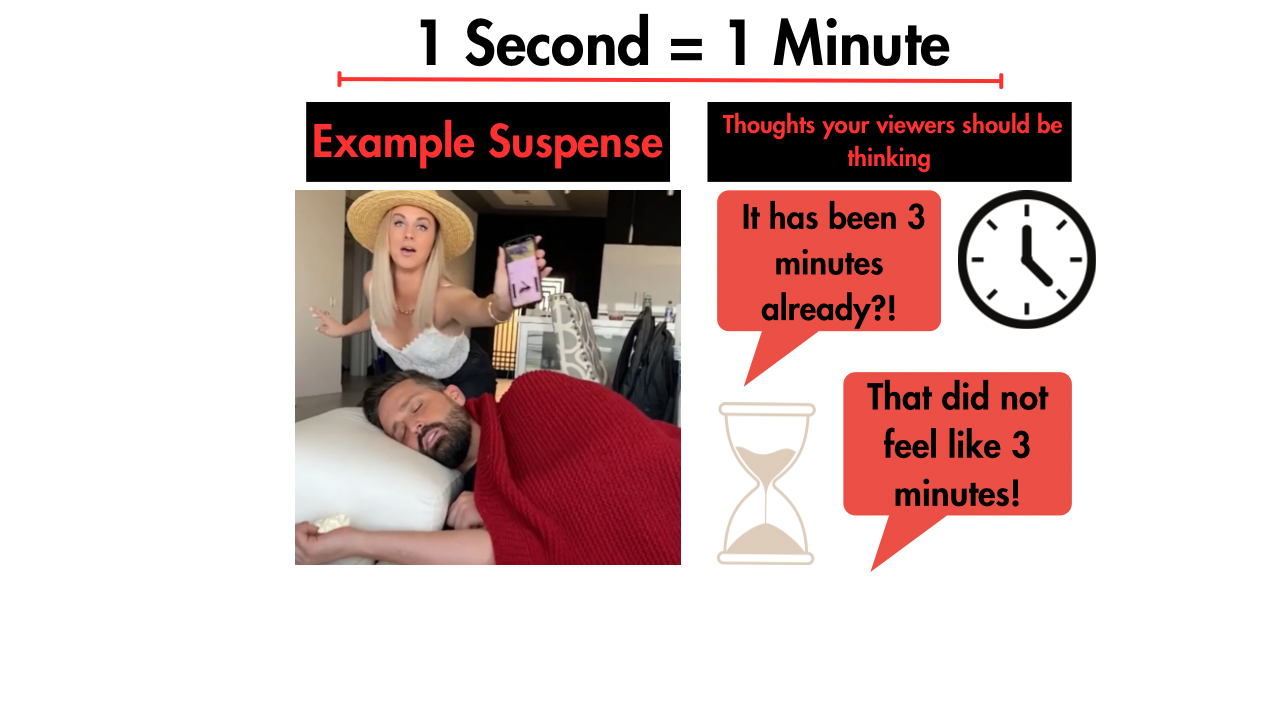 1 Second = 1 Minute
Example Suspense
Thoughts your viewers should be
thinking
It has been 3
minutes
already?!
That did not
feel like 3
minutes!